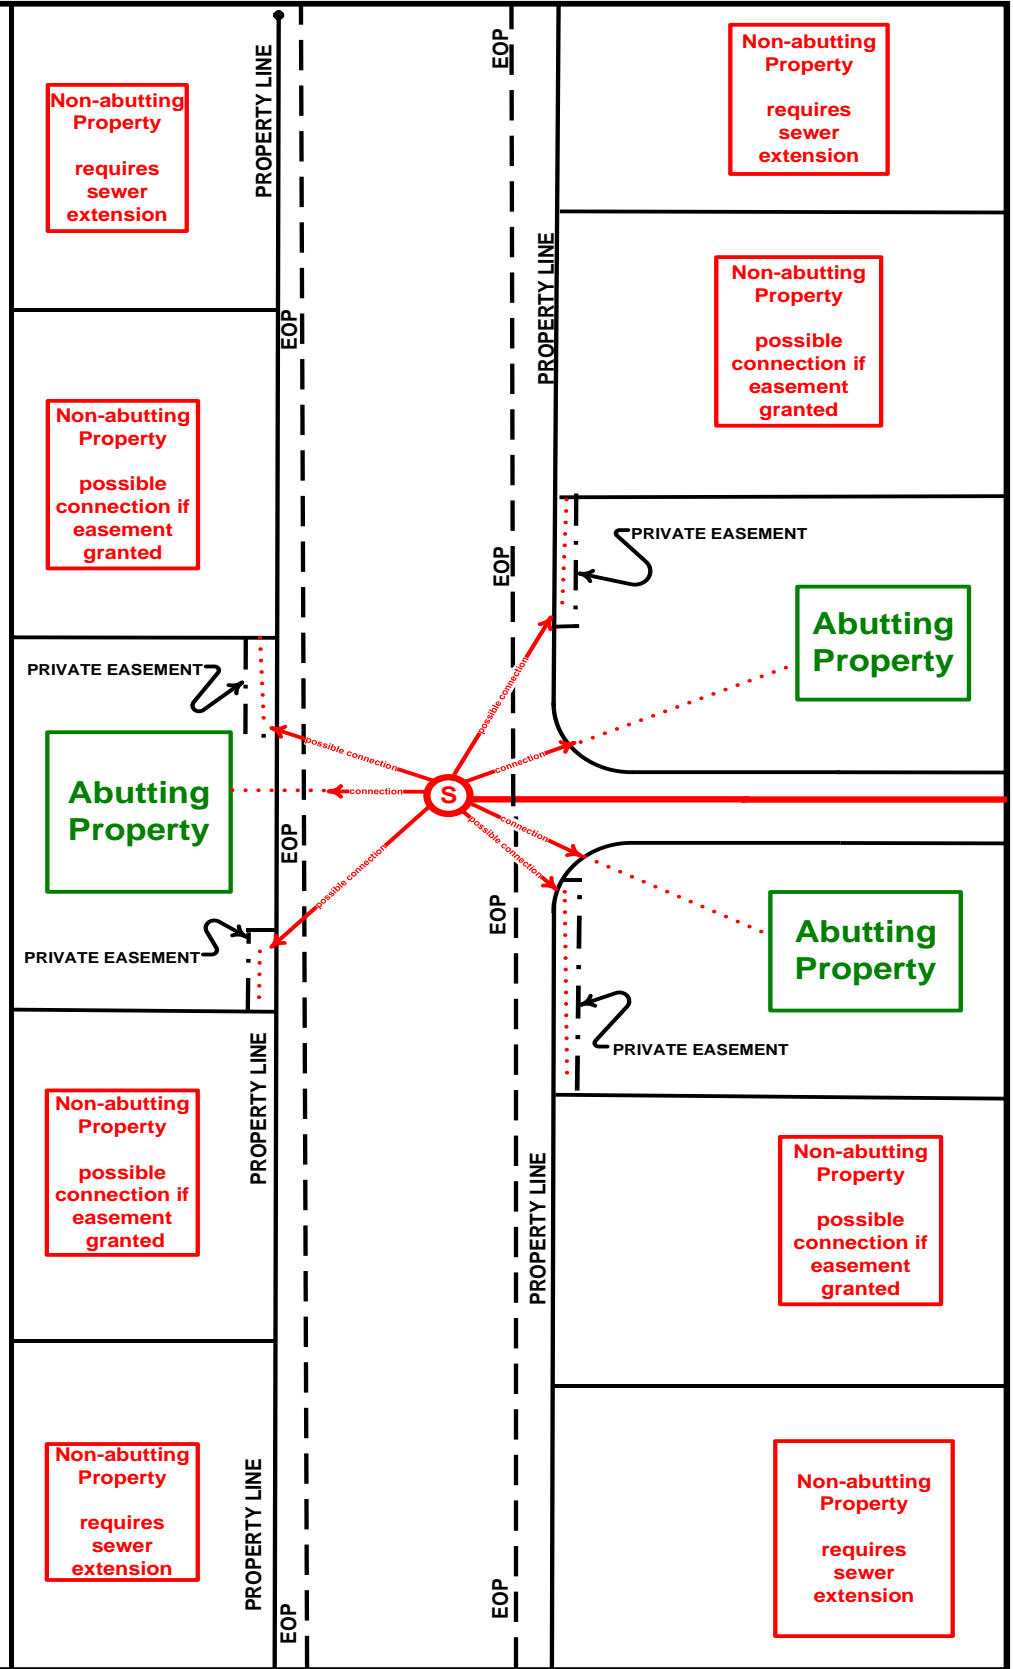 EOP
Non-abutting
Property
requires
sewer
extension
PROPERTY LINE
Non-abutting
Property
requires
sewer
extension
PROPERTY LINE
Non-abutting
Property
possible
connection if
easement
granted
EOP
Non-abutting
Property
possible
connection if
easement
granted
EOP
PRIVATE EASEMENT
Abutting
Property
PRIVATE EASEMENT
possible connection
possible connection
connection
Abutting
Property
connection
S
connection
possible connection
possible connection
EOP
EOP
Abutting
Property
PRIVATE EASEMENT
PRIVATE EASEMENT
PROPERTY LINE
Non-abutting
Property
possible
connection if
easement
granted
PROPERTY LINE
Non-abutting
Property
possible
connection if
easement
granted
Non-abutting
Property
requires
sewer
extension
PROPERTY LINE
EOP
EOP
Non-abutting
Property
requires
sewer
extension